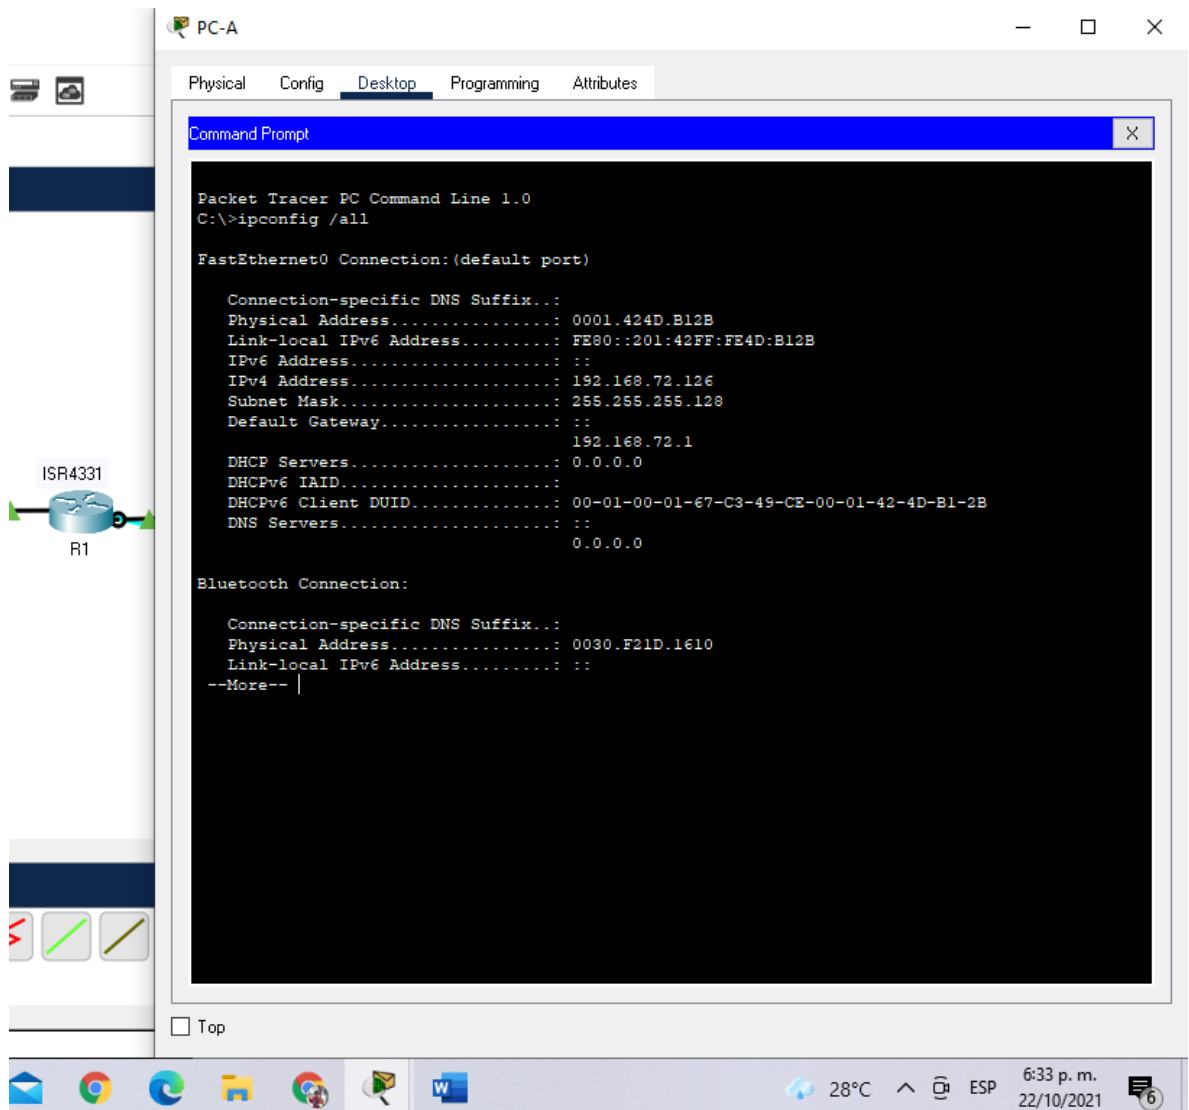 PC-A
Physical Config Desktop Programming Attributes
Command Prompt X
Packet Tracer PC Command Line 1.0
C:\>ipconfig /all
FastEthernet0 Connection:(default port)
Connection-specific DNS Suffix..:
Physical Address................: 0001.424D.B12B
Link-local IPv6 Address.........: FE80::201:42FF:FE4D:B12B
IPv6 Address....................: ::
IPv4 Address....................: 192.168.72.126
Subnet Mask.....................: 255.255.255.128
Default Gateway.................: ::
192.168.72.1
DHCP Servers....................: 0.0.0.0
DHCPv6 IAID.....................:
DHCPv6 Client DUID..............: 00-01-00-01-67-C3-49-CE-00-01-42-4D-B1-2B
DNS Servers.....................: ::
0.0.0.0
Bluetooth Connection:
Connection-specific DNS Suffix..:
Physical Address................: 0030.F21D.1610
Link-local IPv6 Address.........: ::
--More--
ISR4331
R1
Top
W
28°C
ESP
6:33 p. m.
22/10/2021
6